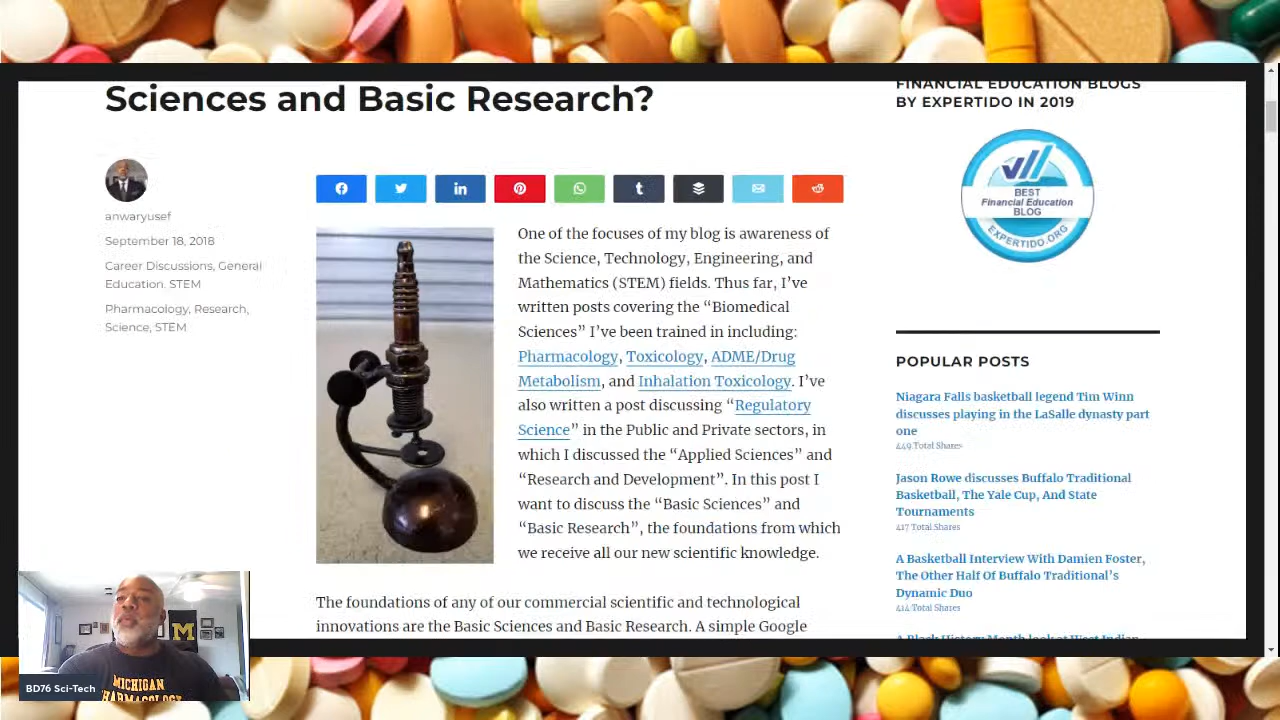 Sciences and Basic Research?
anwaryusef
September 18, 2018
Career Discussions, General
Education. STEM
Pharmacology, Research,
Science, STEM
One of the focuses of my blog is awareness of
the Science, Technology, Engineering, and
Mathematics (STEM) fields. Thus far, I’ve
written posts covering the “Biomedical
Sciences” I’ve been trained in including:
Pharmacology, Toxicology, ADME/Drug
Metabolism, and Inhalation Toxicology. I’ve
also written a post discussing “Regulatory
Science” in the Public and Private sectors, in
which I discussed the “Applied Sciences” and
“Research and Development”. In this post I
want to discuss the “Basic Sciences” and
“Basic Research”, the foundations from which
we receive all our new scientific knowledge.
The foundations of any of our commercial scientific and technological
innovations are the Basic Sciences and Basic Research. A simple Google
FINANCIAL EDUCATION BLOGS
BY EXPERTIDO IN 2019
BEST
Financial Education
BLOG
EXPERTIDO.ORG
POPULAR POSTS
Niagara Falls basketball legend Tim Winn
discusses playing in the LaSalle dynasty part
one
449 Total Shares
Jason Rowe discusses Buffalo Traditional
Basketball, The Yale Cup, And State
Tournaments
417 Total Shares
A Basketball Interview With Damien Foster,
The Other Half Of Buffalo Traditional’s
Dynamic Duo
414 Total Shares
A Black History Month look at West Indian
M
MICHIGAN
PHARMACOLOGY
BD76 Sci-Tech